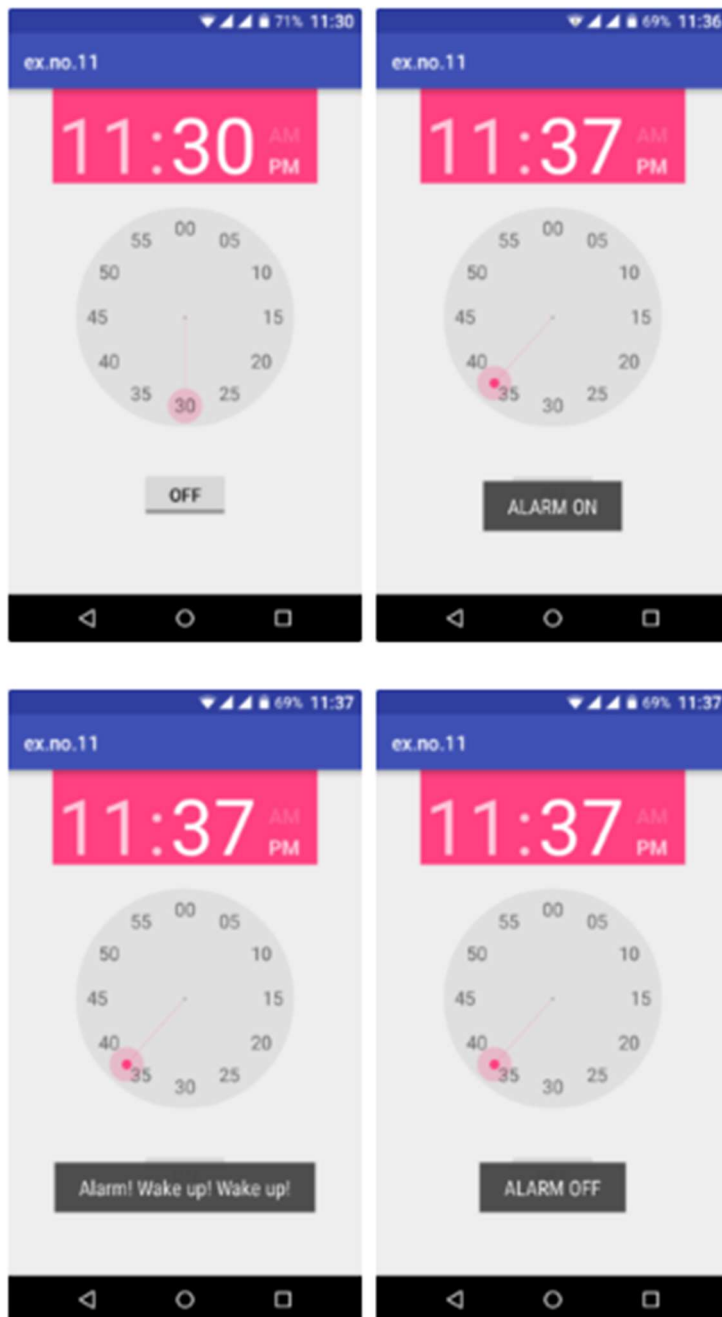 71% 11:30
ex.no.11
11:30 AM PM
00
55 05
50 10
45 15
40 20
35 25
30
OFF
69% 11:36
ex.no.11
11:37 AM PM
00
55 05
50 10
45 15
40 20
35 25
30
ALARM ON
69% 11:37
ex.no.11
11:37 AM PM
00
55 05
50 10
45 15
40 20
35 25
30
Alarm! Wake up! Wake up!
69% 11:37
ex.no.11
11:37 AM PM
00
55 05
50 10
45 15
40 20
35 25
30
ALARM OFF